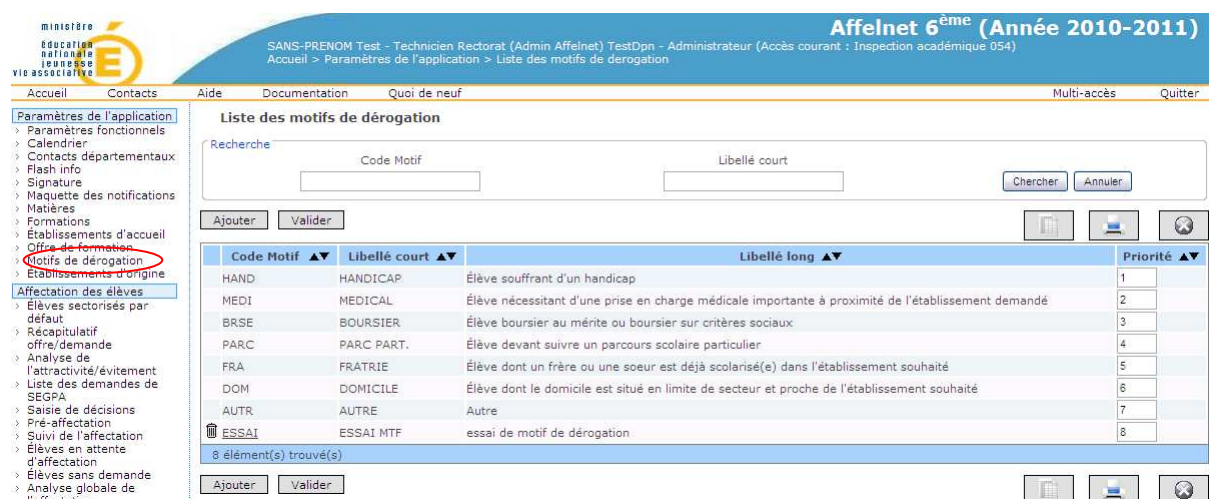 ministère
éducation
nationale
jeunesse
vie associative
Affelnet 6ème (Année 2010-2011)
SANS-PRENOM Test - Technicien Rectorat (Admin Affelnet) TestDpn - Administrateur (Accès courant : Inspection académique 054)
Accueil > Paramètres de l'application > Liste des motifs de derogation
Accueil Contacts Aide Documentation Quoi de neuf Multi-accès Quitter
Paramètres de l'application
Paramètres fonctionnels
Calendrier
Contacts départementaux
Flash info
Signature
Maquette des notifications
Matières
Formations
Établissements d'accueil
Offre de formation
Motifs de dérogation
Établissements d'origine
Affectation des élèves
Élèves sectorisés par
défaut
Récapitulatif
offre/demande
Analyse de
l'attractivité/évitement
Liste des demandes de
SEGPA
Saisie de décisions
Pré-affectation
Suivi de l'affectation
Élèves en attente
d'affectation
Élèves sans demande
Analyse globale de
Liste des motifs de dérogation
Recherche
Code Motif Libellé court
Chercher Annuler
Ajouter Valider
Code Motif ▲▼ Libellé court ▲▼ Libellé long ▲▼ Priorité ▲▼
HAND HANDICAP Élève souffrant d'un handicap 1
MEDI MEDICAL Élève nécessitant d'une prise en charge médicale importante à proximité de l'établissement demandé 2
BRSE BOURSIER Élève boursier au mérite ou boursier sur critères sociaux 3
PARC PARC PART. Élève devant suivre un parcours scolaire particulier 4
FRA FRATRIE Élève dont un frère ou une soeur est déjà scolarisé(e) dans l'établissement souhaité 5
DOM DOMICILE Élève dont le domicile est situé en limite de secteur et proche de l'établissement souhaité 6
AUTR AUTRE Autre 7
ESSAI ESSAI MTF essai de motif de dérogation 8
8 élément(s) trouvé(s)
Ajouter Valider